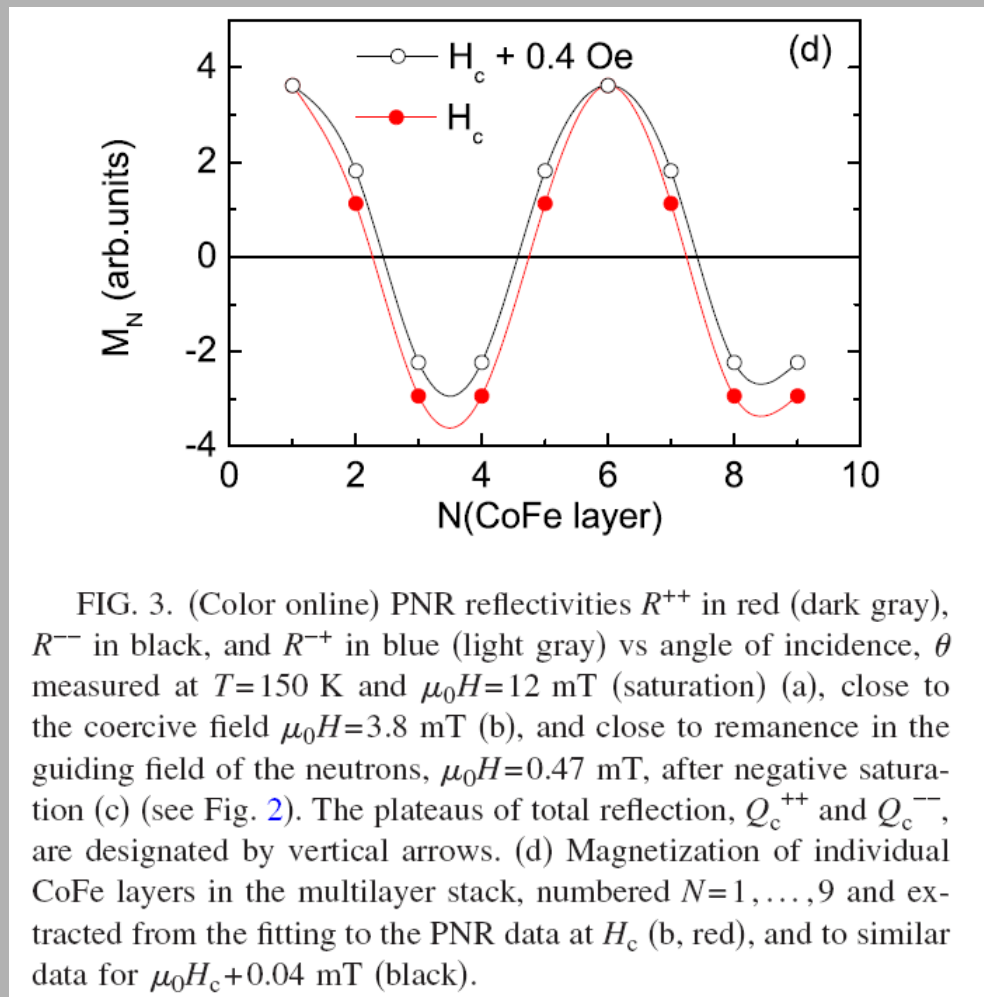 (d)
H_c + 0.4 Oe
H_c
4
2
0
-2
-4
M_N (arb.units)
0 2 4 6 8 10
N(CoFe layer)
FIG. 3. (Color online) PNR reflectivities R⁺⁺ in red (dark gray),
R⁻⁻ in black, and R⁻⁺ in blue (light gray) vs angle of incidence, θ
measured at T=150 K and μ₀H=12 mT (saturation) (a), close to
the coercive field μ₀H=3.8 mT (b), and close to remanence in the
guiding field of the neutrons, μ₀H=0.47 mT, after negative satura-
tion (c) (see Fig. 2). The plateaus of total reflection, Q_c⁺⁺ and Q_c⁻⁻,
are designated by vertical arrows. (d) Magnetization of individual
CoFe layers in the multilayer stack, numbered N=1,...,9 and ex-
tracted from the fitting to the PNR data at H_c (b, red), and to similar
data for μ₀H_c+0.04 mT (black).